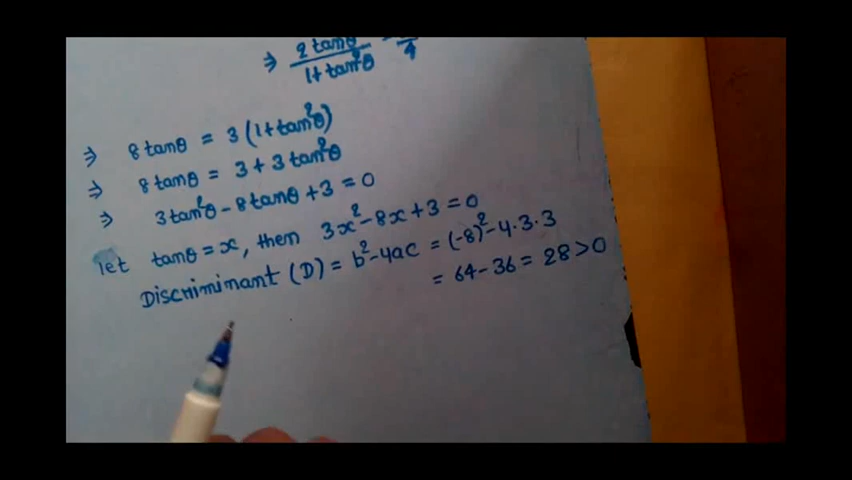 ⇒ 2 tanθ / 1 + tan²θ = /4
⇒ 8 tanθ = 3 (1 + tan²θ)
⇒ 8 tanθ = 3 + 3 tan²θ
⇒ 3 tan²θ - 8 tanθ + 3 = 0
let tanθ = x, then 3x² - 8x + 3 = 0
Discriminant (D) = b² - 4ac = (-8)² - 4·3·3
= 64 - 36 = 28 > 0